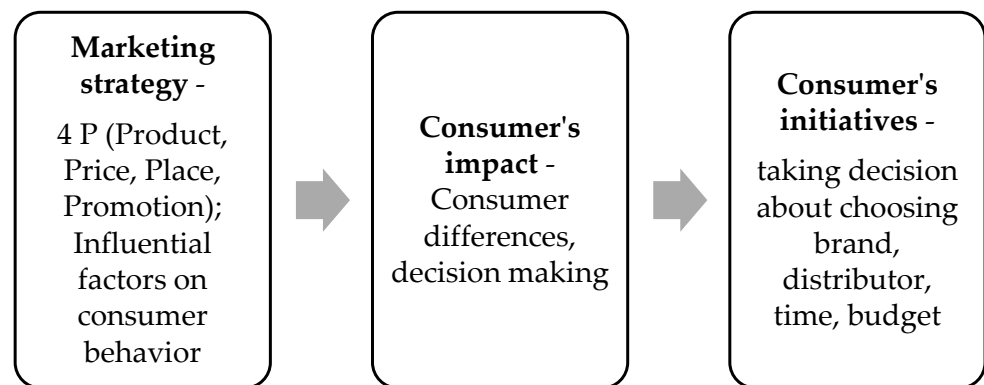 Marketing
strategy -
4 P (Product,
Price, Place,
Promotion);
Influential
factors on
consumer
behavior
Consumer's
impact -
Consumer
differences,
decision making
Consumer's
initiatives -
taking decision
about choosing
brand,
distributor,
time, budget